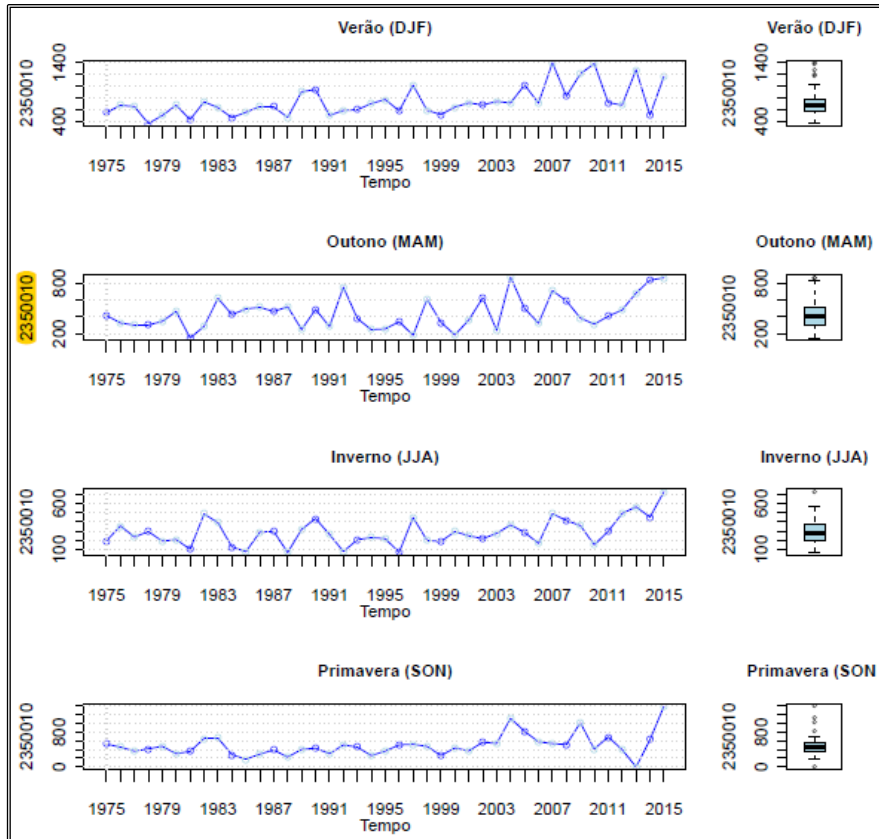 Verão (DJF)
Verão (DJF)
2350010
400 1400
1975 1979 1983 1987 1991 1995 1999 2003 2007 2011 2015
Tempo
2350010
400 1400
Outono (MAM)
Outono (MAM)
2350010
200 800
1975 1979 1983 1987 1991 1995 1999 2003 2007 2011 2015
Tempo
2350010
200 800
Inverno (JJA)
Inverno (JJA)
2350010
100 600
1975 1979 1983 1987 1991 1995 1999 2003 2007 2011 2015
Tempo
2350010
100 600
Primavera (SON)
Primavera (SON
2350010
0 800
1975 1979 1983 1987 1991 1995 1999 2003 2007 2011 2015
Tempo
2350010
0 800